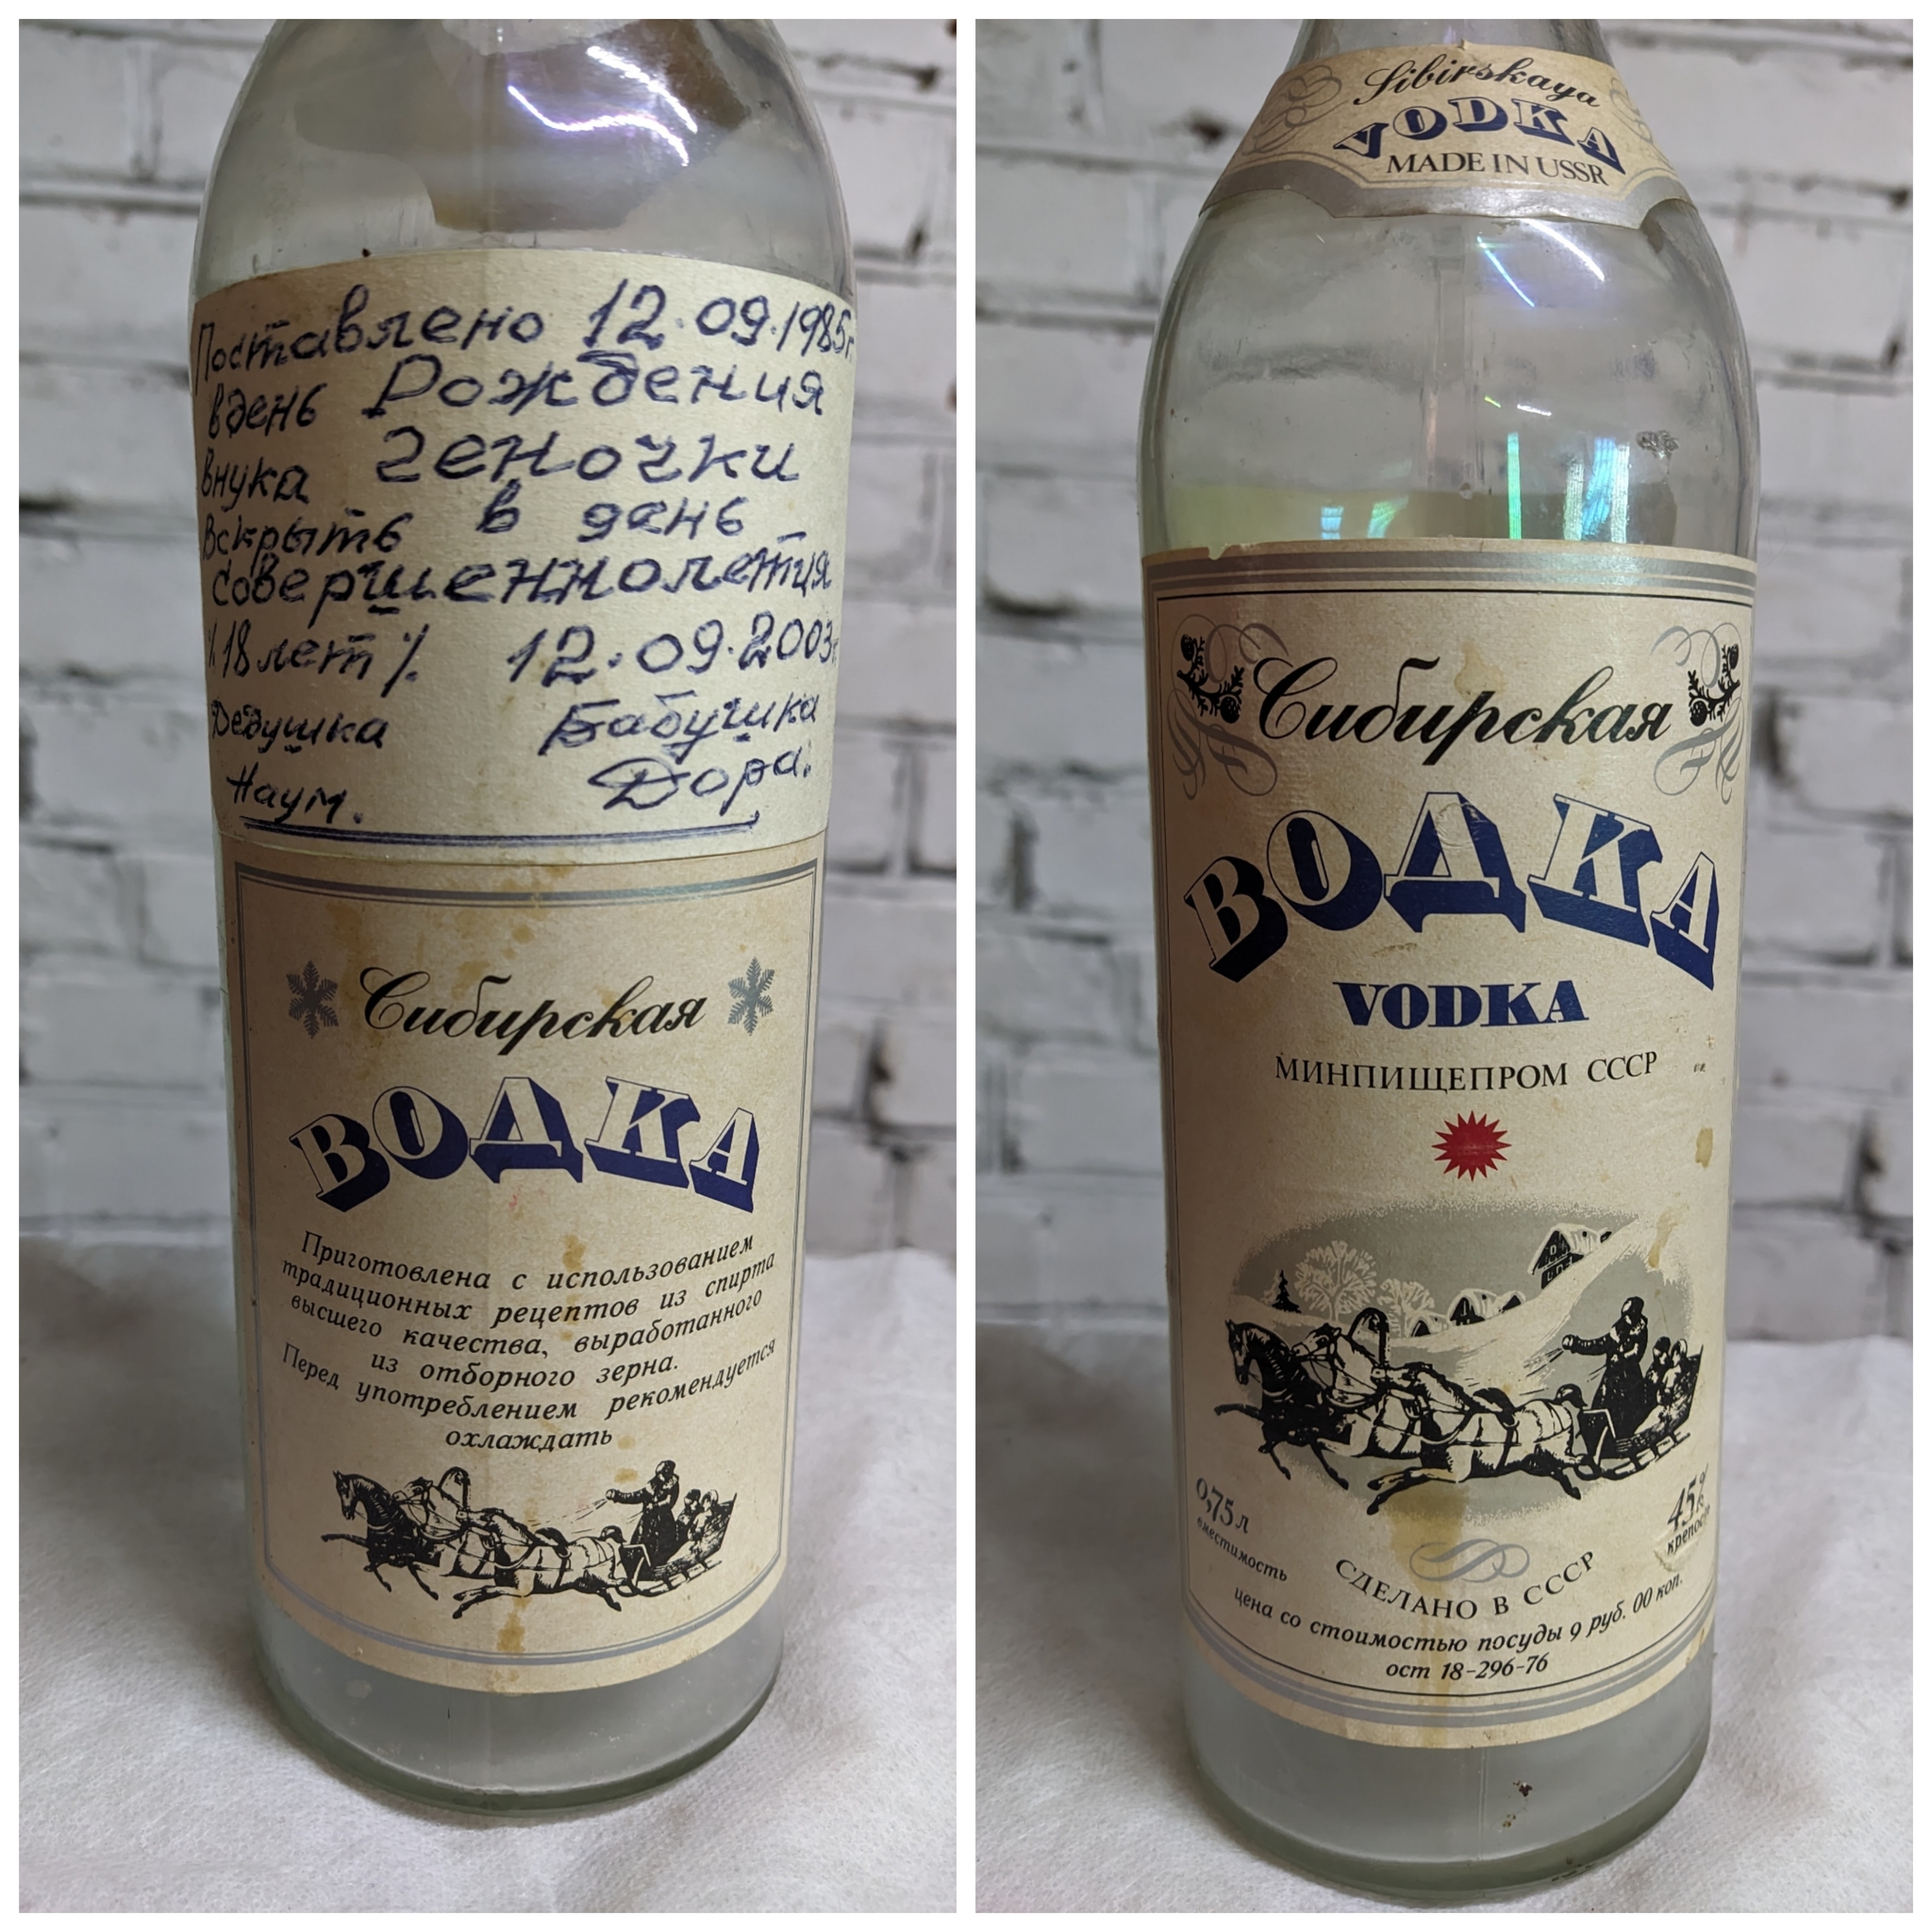 Поставлено 12.09.1985г.
в день Рождения
внука Геночки
Вскрыть в день
совершеннолетия
/.18 лет/. 12.09.2003г.
Дедушка Бабушка
Наум. Дора.
Сибирская
ВОДКА
Приготовлена с использованием
традиционных рецептов из спирта
высшего качества, выработанного
из отборного зерна.
Перед употреблением рекомендуется
охлаждать
Sibirskaya
VODKA
MADE IN USSR
Сибирская
ВОДКА
VODKA
МИНПИЩЕПРОМ СССР
0,75 л
вместимость
45%
крепость
СДЕЛАНО В СССР
цена со стоимостью посуды 9 руб. 00 коп.
ост 18-296-76